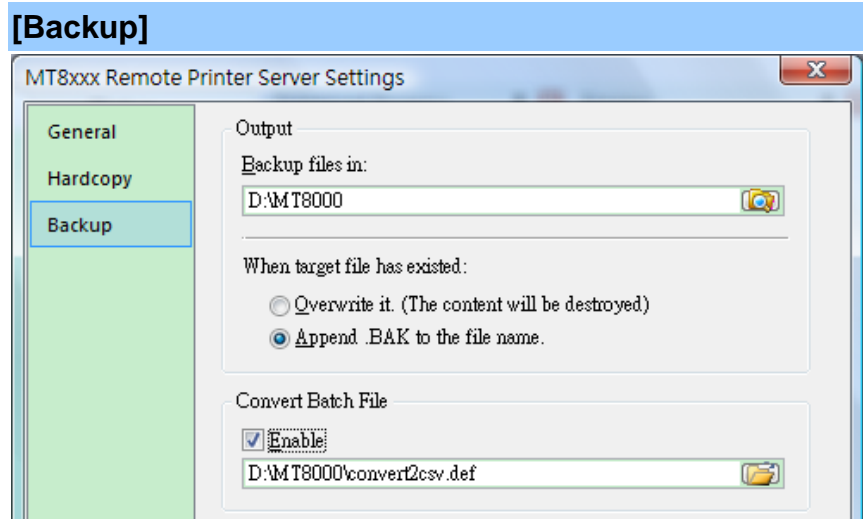 [Backup]
MT8xxx Remote Printer Server Settings
General
Hardcopy
Backup
Output
Backup files in:
D:\MT8000
When target file has existed:
Overwrite it. (The content will be destroyed)
Append .BAK to the file name.
Convert Batch File
Enable
D:\MT8000\convert2csv.def